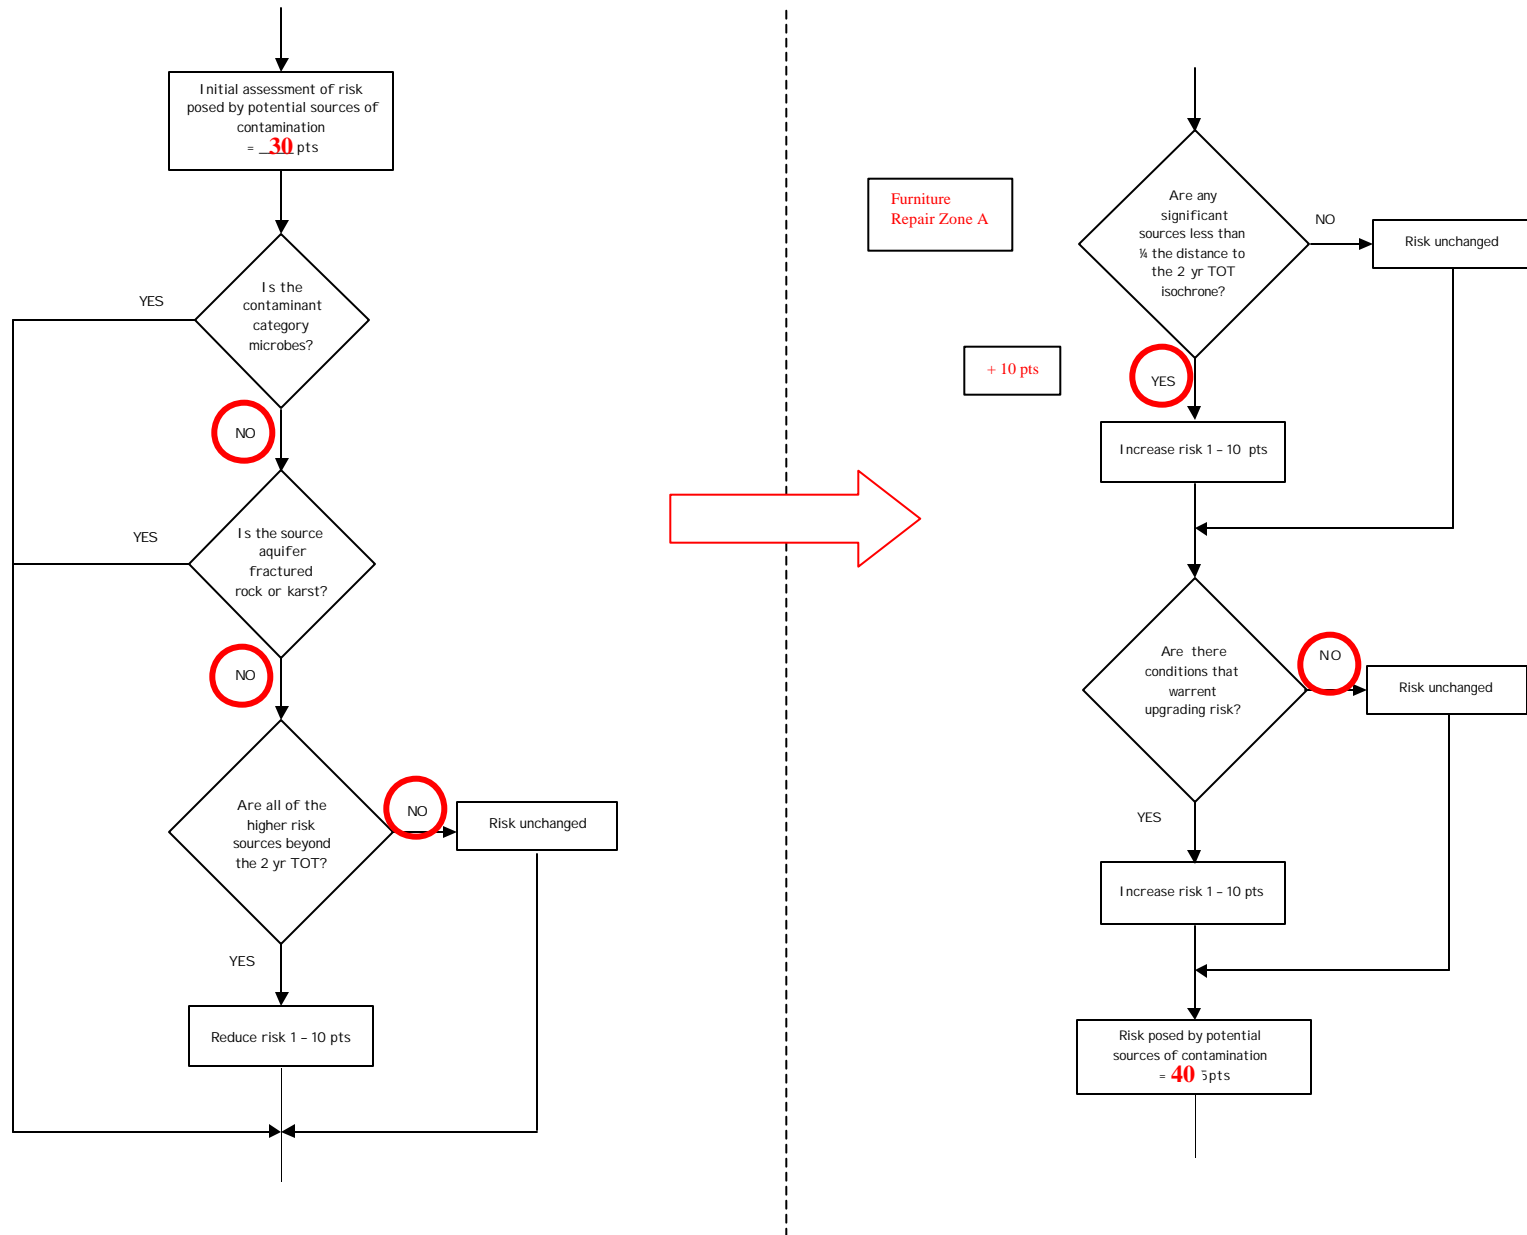 Initial assessment of risk
posed by potential sources of
contamination
= 30 pts
Is the
contaminant
category
microbes?
YES
NO
Is the source
aquifer
fractured
rock or karst?
YES
NO
Are all of the
higher risk
sources beyond
the 2 yr TOT?
NO
Risk unchanged
YES
Reduce risk 1 – 10 pts
Furniture
Repair Zone A
Are any
significant
sources less than
¼ the distance to
the 2 yr TOT
isochrone?
NO
Risk unchanged
+ 10 pts
YES
Increase risk 1 – 10 pts
Are there
conditions that
warrent
upgrading risk?
NO
Risk unchanged
YES
Increase risk 1 – 10 pts
Risk posed by potential
sources of contamination
= 40 pts